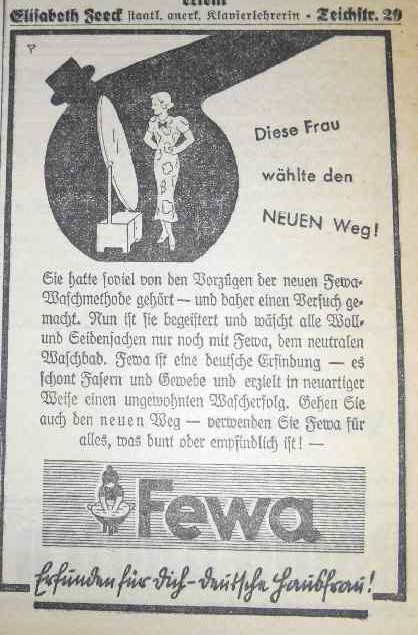 Elisabeth Zeeck staatl. anerk. Klavierlehrerin • Teichstr. 29
Diese Frau
wählte den
NEUEN Weg!
Sie hatte soviel von den Vorzügen der neuen Fewa-
Waschmethode gehört — und daher einen Versuch ge-
macht. Nun ist sie begeistert und wäscht alle Woll-
und Seidensachen nur noch mit Fewa, dem neutralen
Waschbad. Fewa ist eine deutsche Erfindung — es
schont Fasern und Gewebe und erzielt in neuartiger
Weise einen ungewohnten Wascherfolg. Gehen Sie
auch den neuen Weg — verwenden Sie Fewa für
alles, was bunt oder empfindlich ist! —
Fewa
Erfunden für Dich - deutsche Hausfrau!